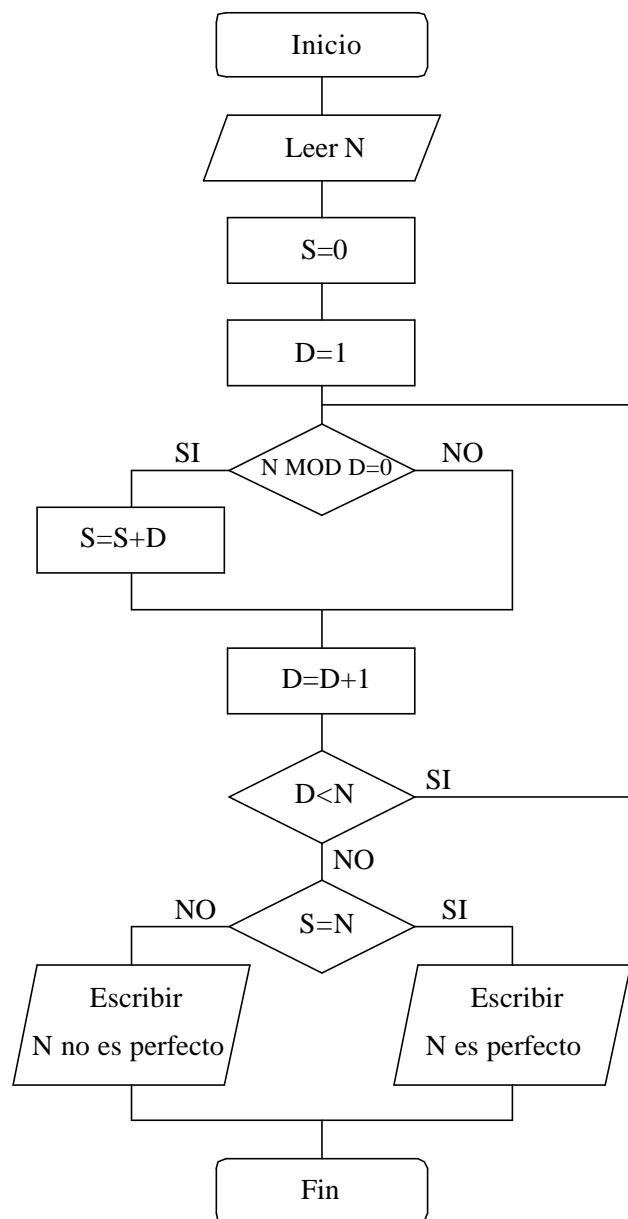 Inicio
Leer N
S=0
D=1
SI
N MOD D=0
NO
S=S+D
D=D+1
D<N
SI
NO
NO
S=N
SI
Escribir
N no es perfecto
Escribir
N es perfecto
Fin